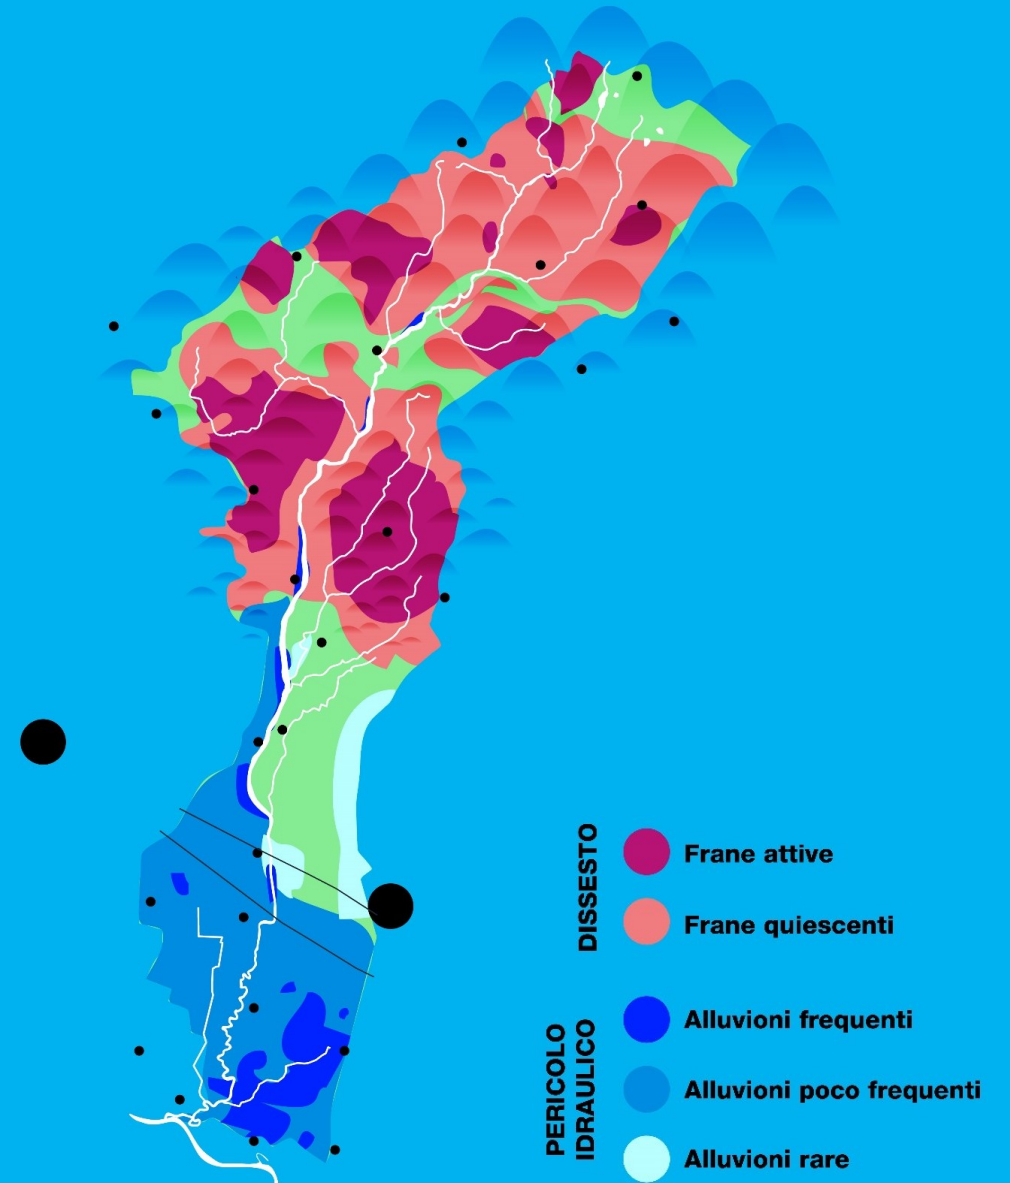 DISSESTO
Frane attive
Frane quiescenti
PERICOLO
IDRAULICO
Alluvioni frequenti
Alluvioni poco frequenti
Alluvioni rare